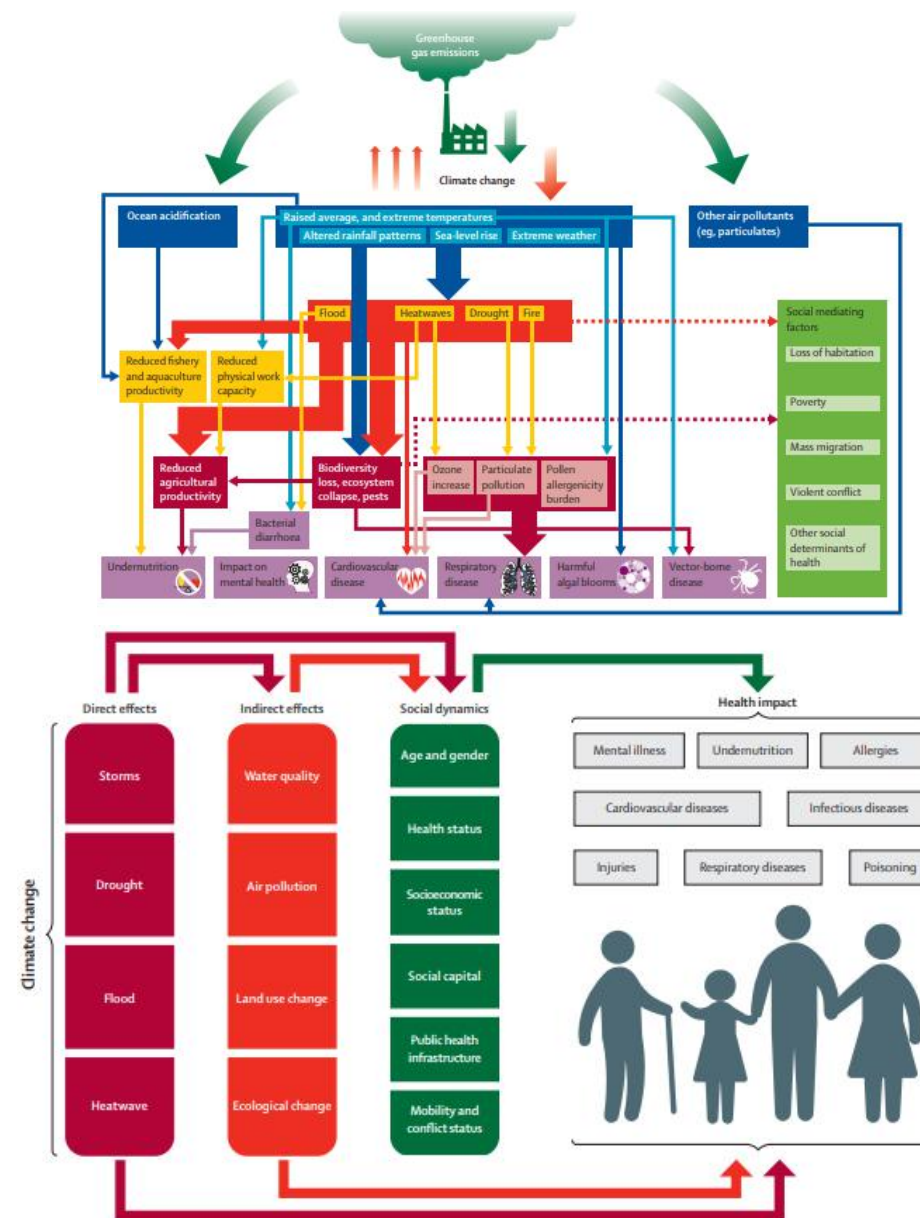 Greenhouse
gas emissions
Climate change
Ocean acidification
Raised average, and extreme temperatures
Altered rainfall patterns
Sea-level rise
Extreme weather
Other air pollutants
(eg, particulates)
Flood
Heatwaves
Drought
Fire
Social mediating
factors
Loss of habitation
Poverty
Mass migration
Violent conflict
Other social
determinants of
health
Reduced fishery
and aquaculture
productivity
Reduced
physical work
capacity
Reduced
agricultural
productivity
Biodiversity
loss, ecosystem
collapse, pests
Ozone
increase
Particulate
pollution
Pollen
allergenicity
burden
Bacterial
diarrhoea
Undernutrition
Impact on
mental health
Cardiovascular
disease
Respiratory
disease
Harmful
algal blooms
Vector-borne
disease
Direct effects
Indirect effects
Social dynamics
Health impact
Climate change
Storms
Drought
Flood
Heatwave
Water quality
Air pollution
Land use change
Ecological change
Age and gender
Health status
Socioeconomic
status
Social capital
Public health
infrastructure
Mobility and
conflict status
Mental illness
Undernutrition
Allergies
Cardiovascular diseases
Infectious diseases
Injuries
Respiratory diseases
Poisoning